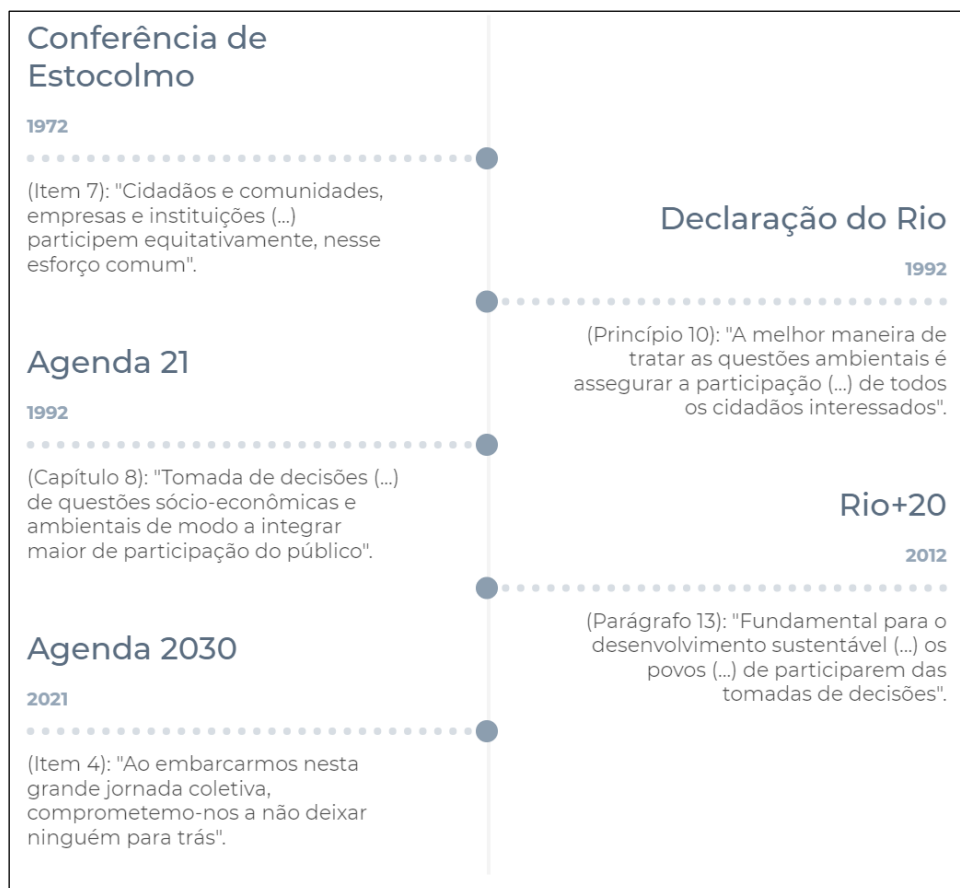 Conferência de
Estocolmo
1972
(Item 7): "Cidadãos e comunidades,
empresas e instituições (...)
participem equitativamente, nesse
esforço comum".
Declaração do Rio
1992
(Princípio 10): "A melhor maneira de
tratar as questões ambientais é
assegurar a participação (...) de todos
os cidadãos interessados".
Agenda 21
1992
(Capítulo 8): "Tomada de decisões (...)
de questões sócio-econômicas e
ambientais de modo a integrar
maior de participação do público".
Rio+20
2012
(Parágrafo 13): "Fundamental para o
desenvolvimento sustentável (...) os
povos (...) de participarem das
tomadas de decisões".
Agenda 2030
2021
(Item 4): "Ao embarcarmos nesta
grande jornada coletiva,
comprometemo-nos a não deixar
ninguém para trás".